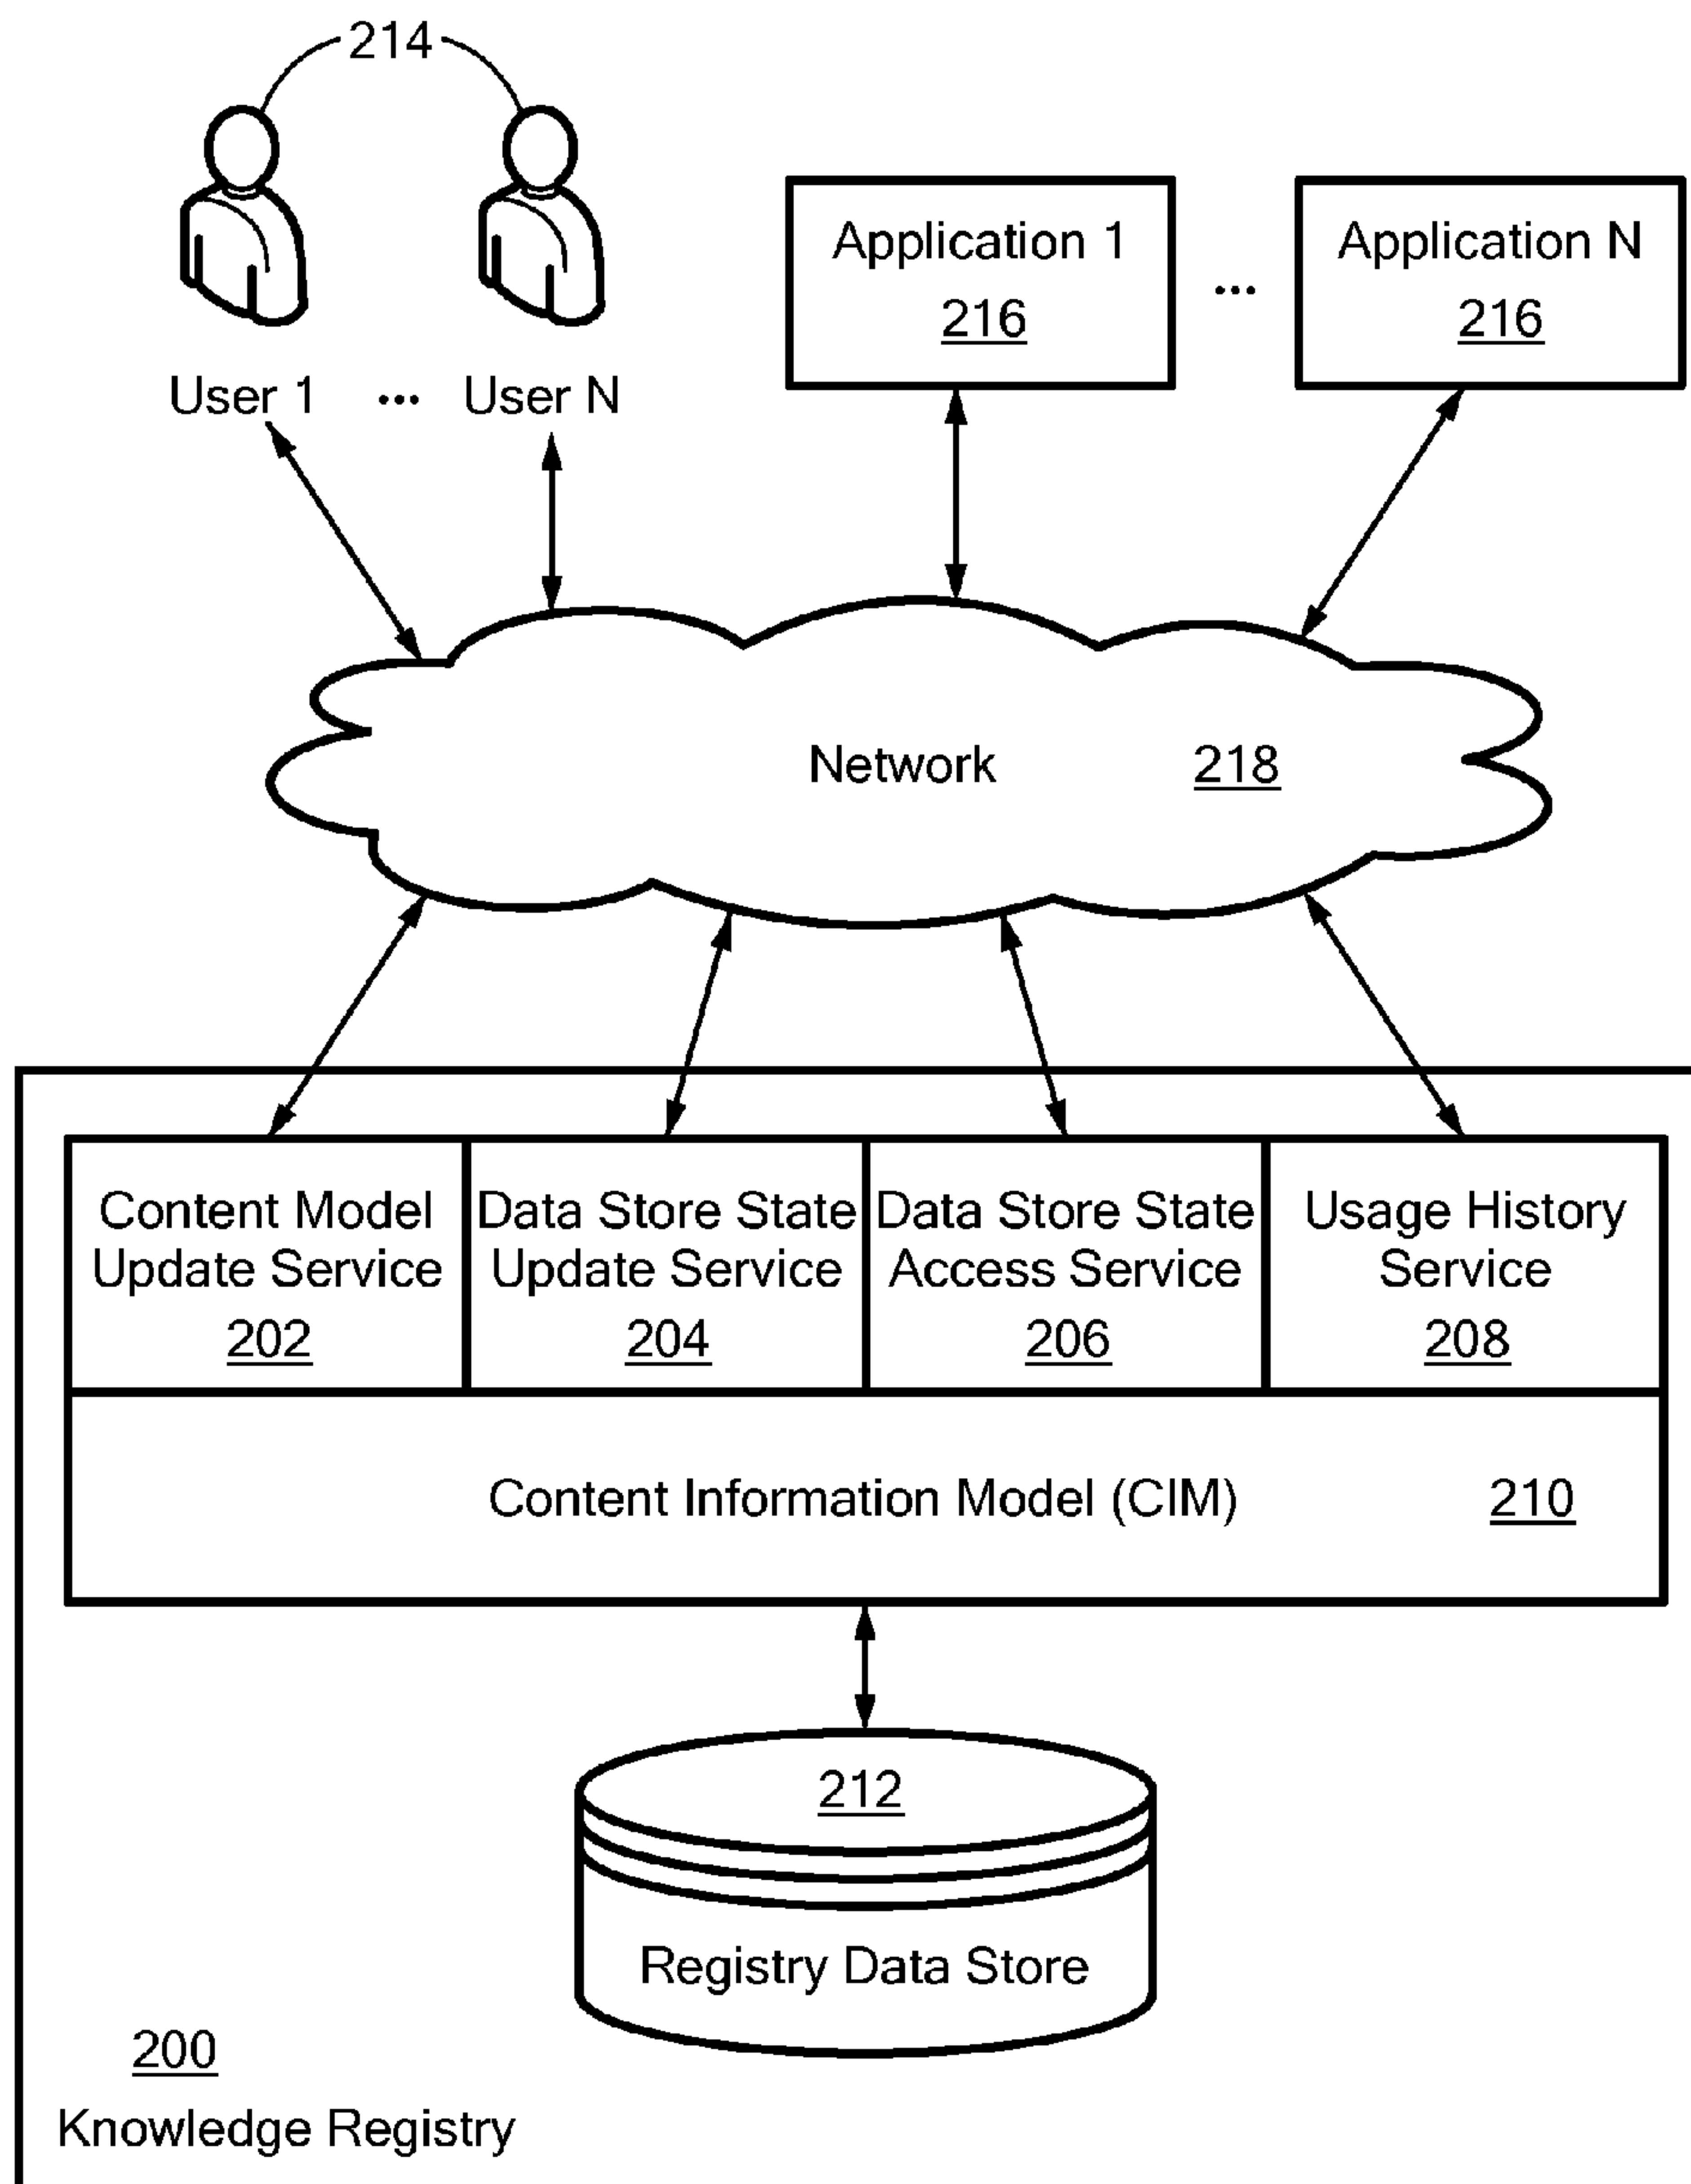 214
User 1 ... User N
Application 1
216
...
Application N
216
Network 218
Content Model
Update Service
202
Data Store State
Update Service
204
Data Store State
Access Service
206
Usage History
Service
208
Content Information Model (CIM) 210
212
Registry Data Store
200
Knowledge Registry